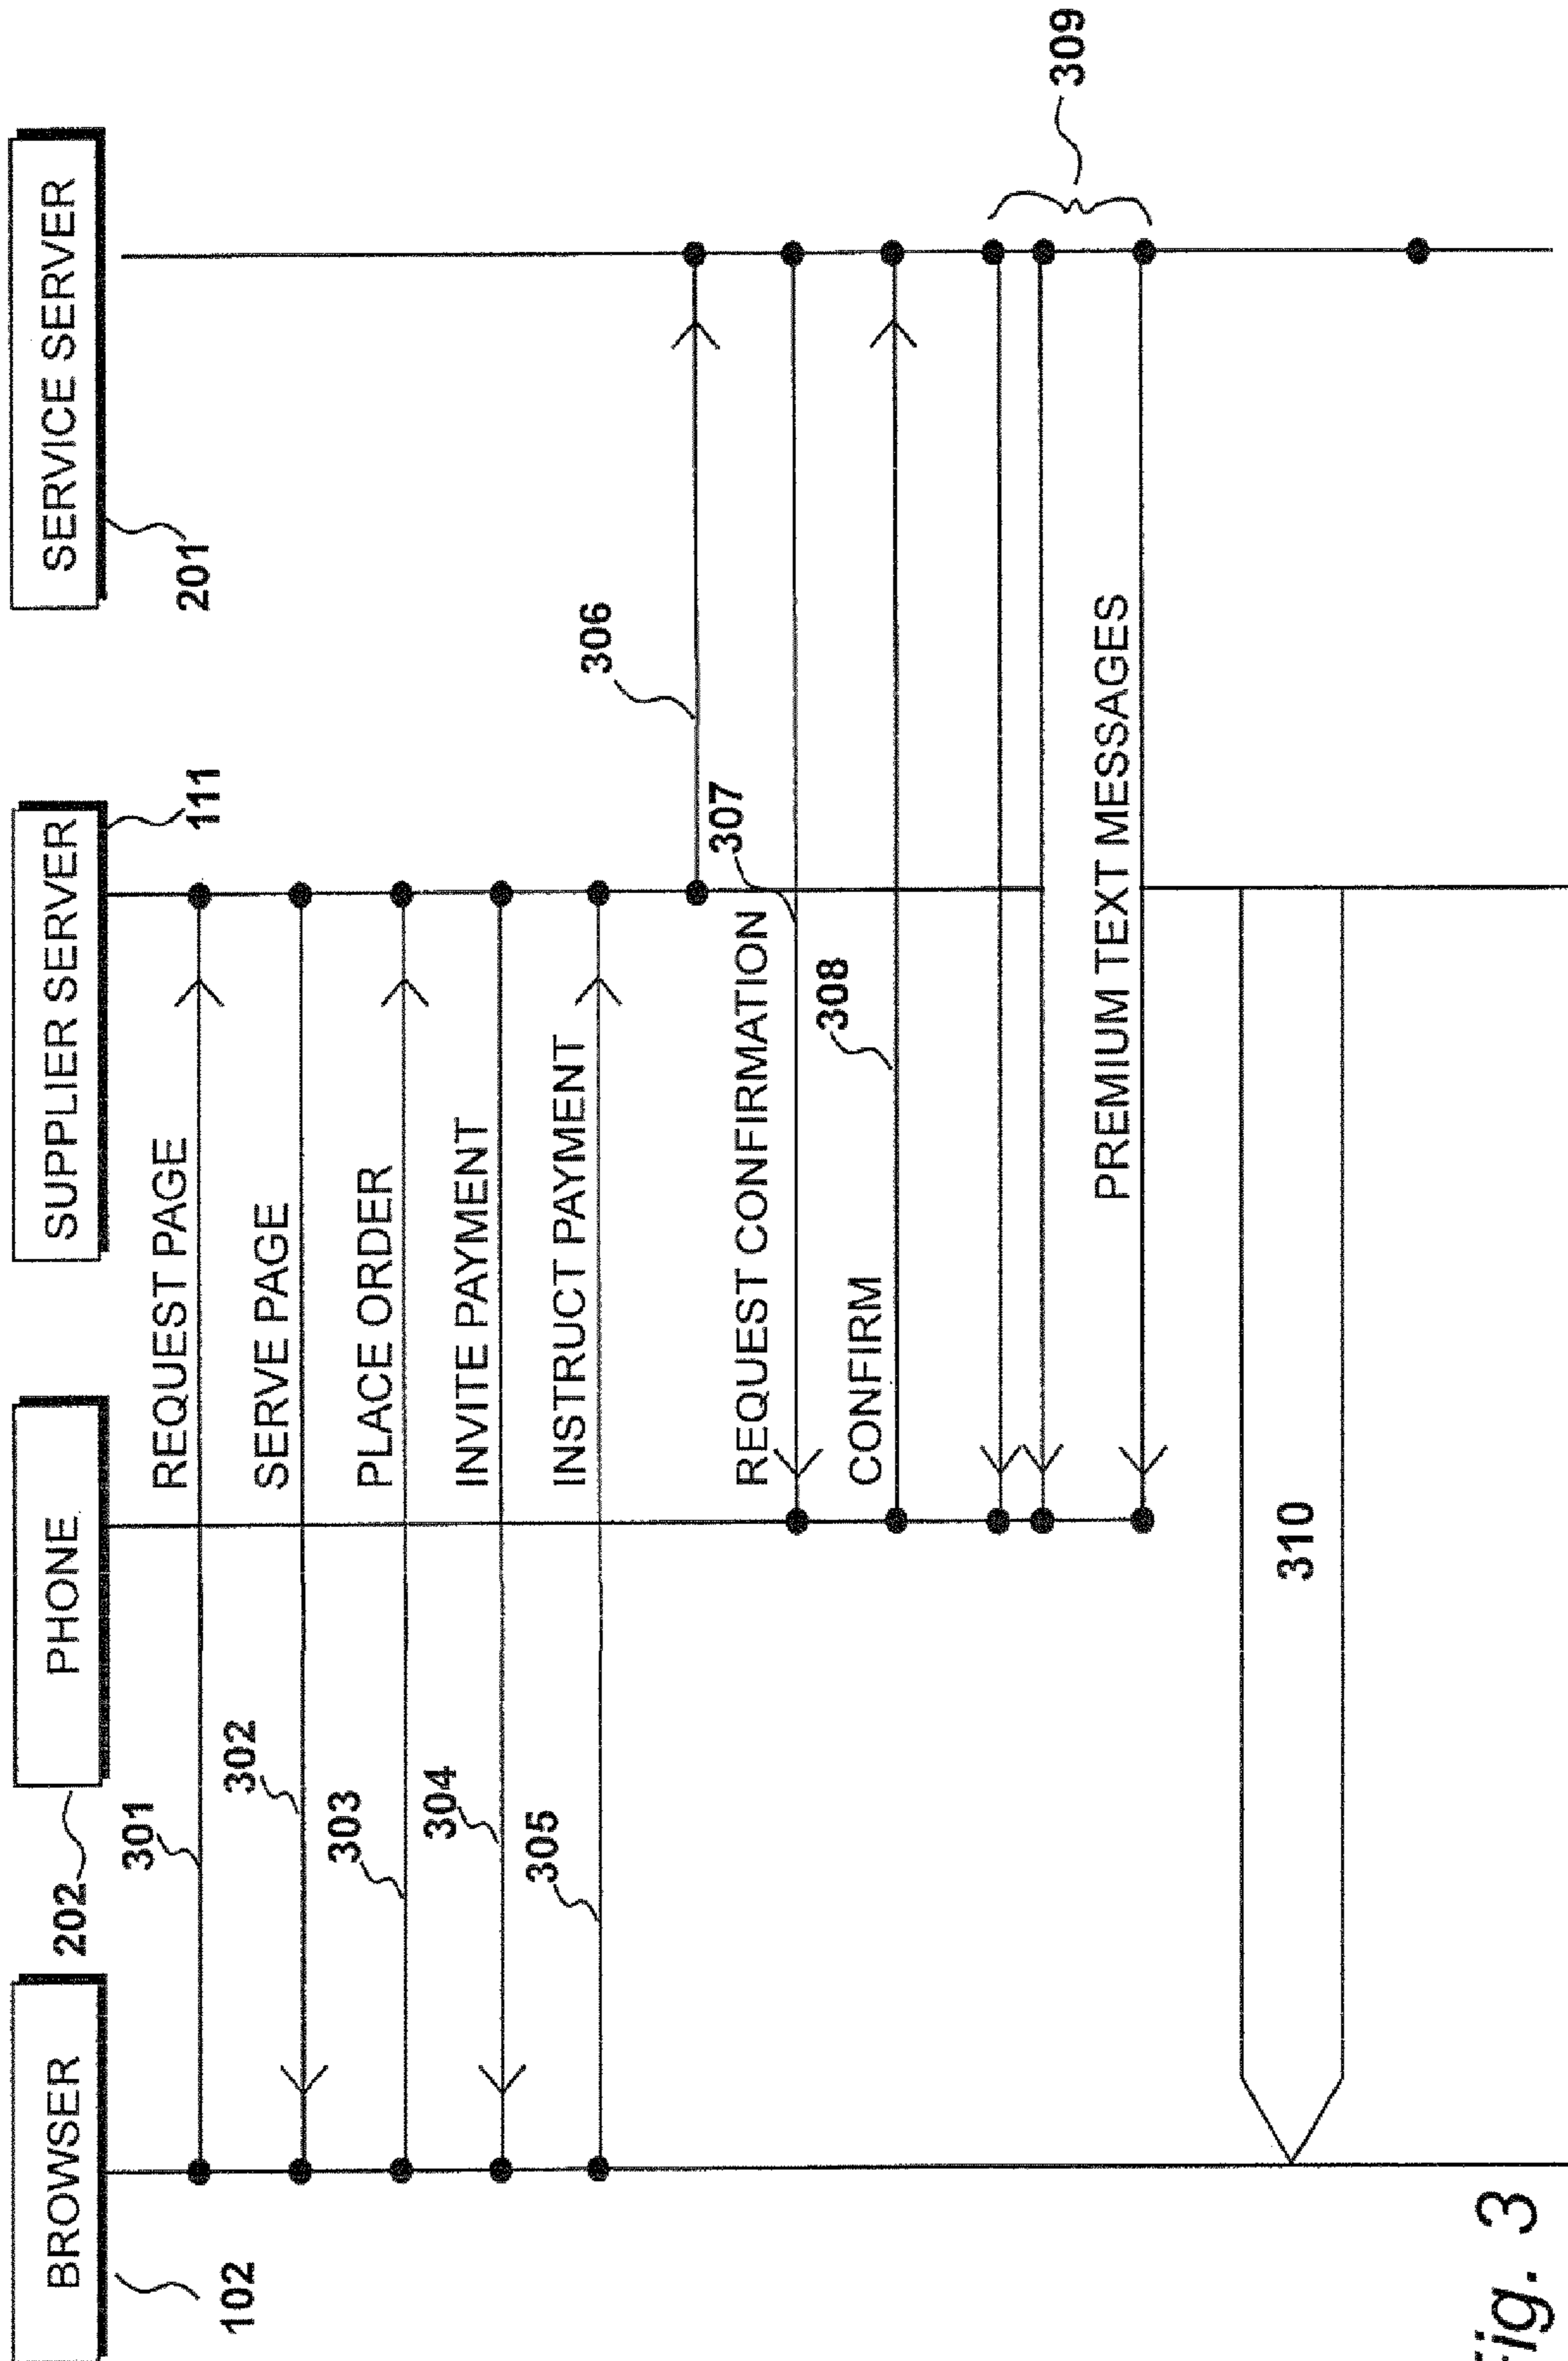 BROWSER
PHONE
SUPPLIER SERVER
SERVICE SERVER
102
202
111
201
301
REQUEST PAGE
302
SERVE PAGE
303
PLACE ORDER
304
INVITE PAYMENT
305
INSTRUCT PAYMENT
306
307
REQUEST CONFIRMATION
308
CONFIRM
309
PREMIUM TEXT MESSAGES
310
Fig. 3